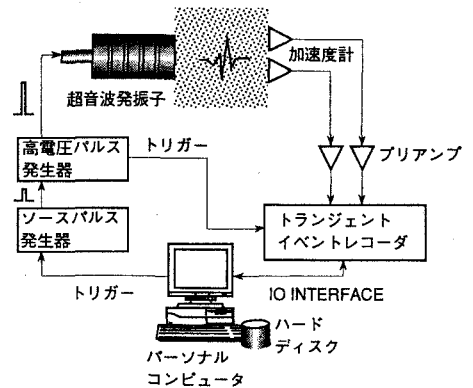 加速度計
超音波発振子
高電圧パルス
発生器
トリガー
プリアンプ
ソースパルス
発生器
トランジェント
イベントレコーダ
トリガー
IO INTERFACE
ハード
ディスク
パーソナル
コンピュータ